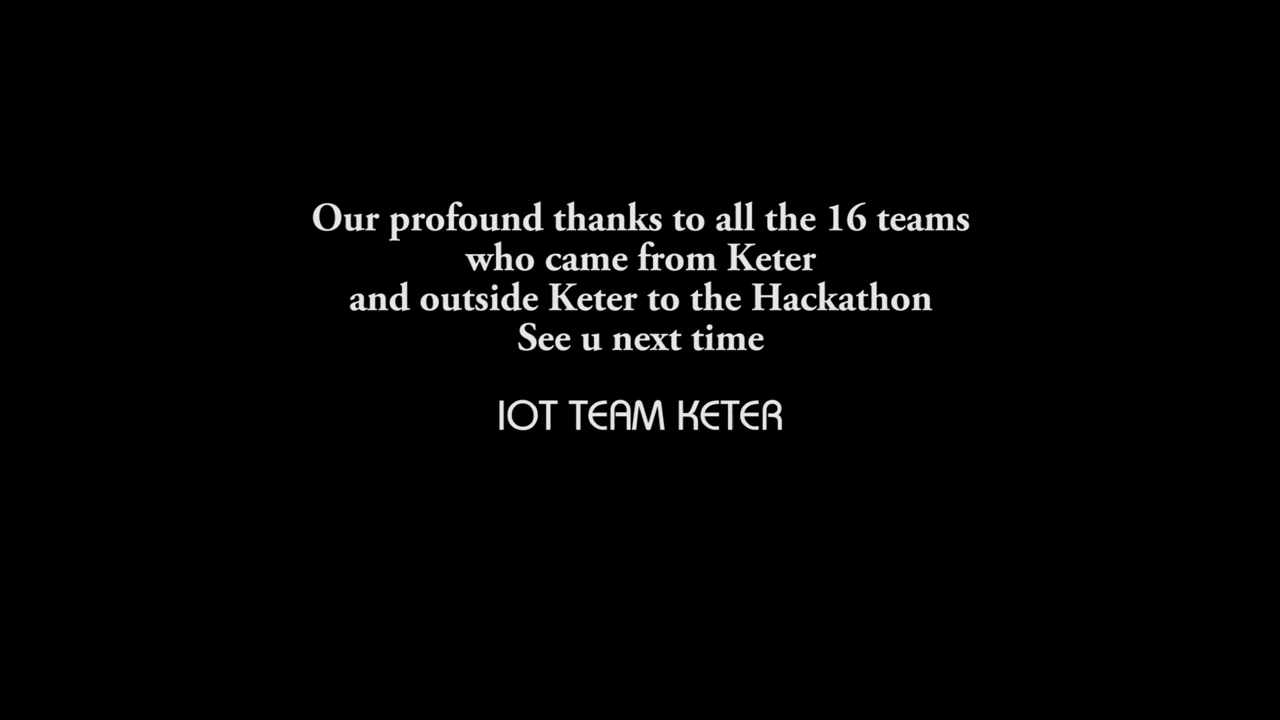 Our profound thanks to all the 16 teams
who came from Keter
and outside Keter to the Hackathon
See u next time
IOT TEAM KETER